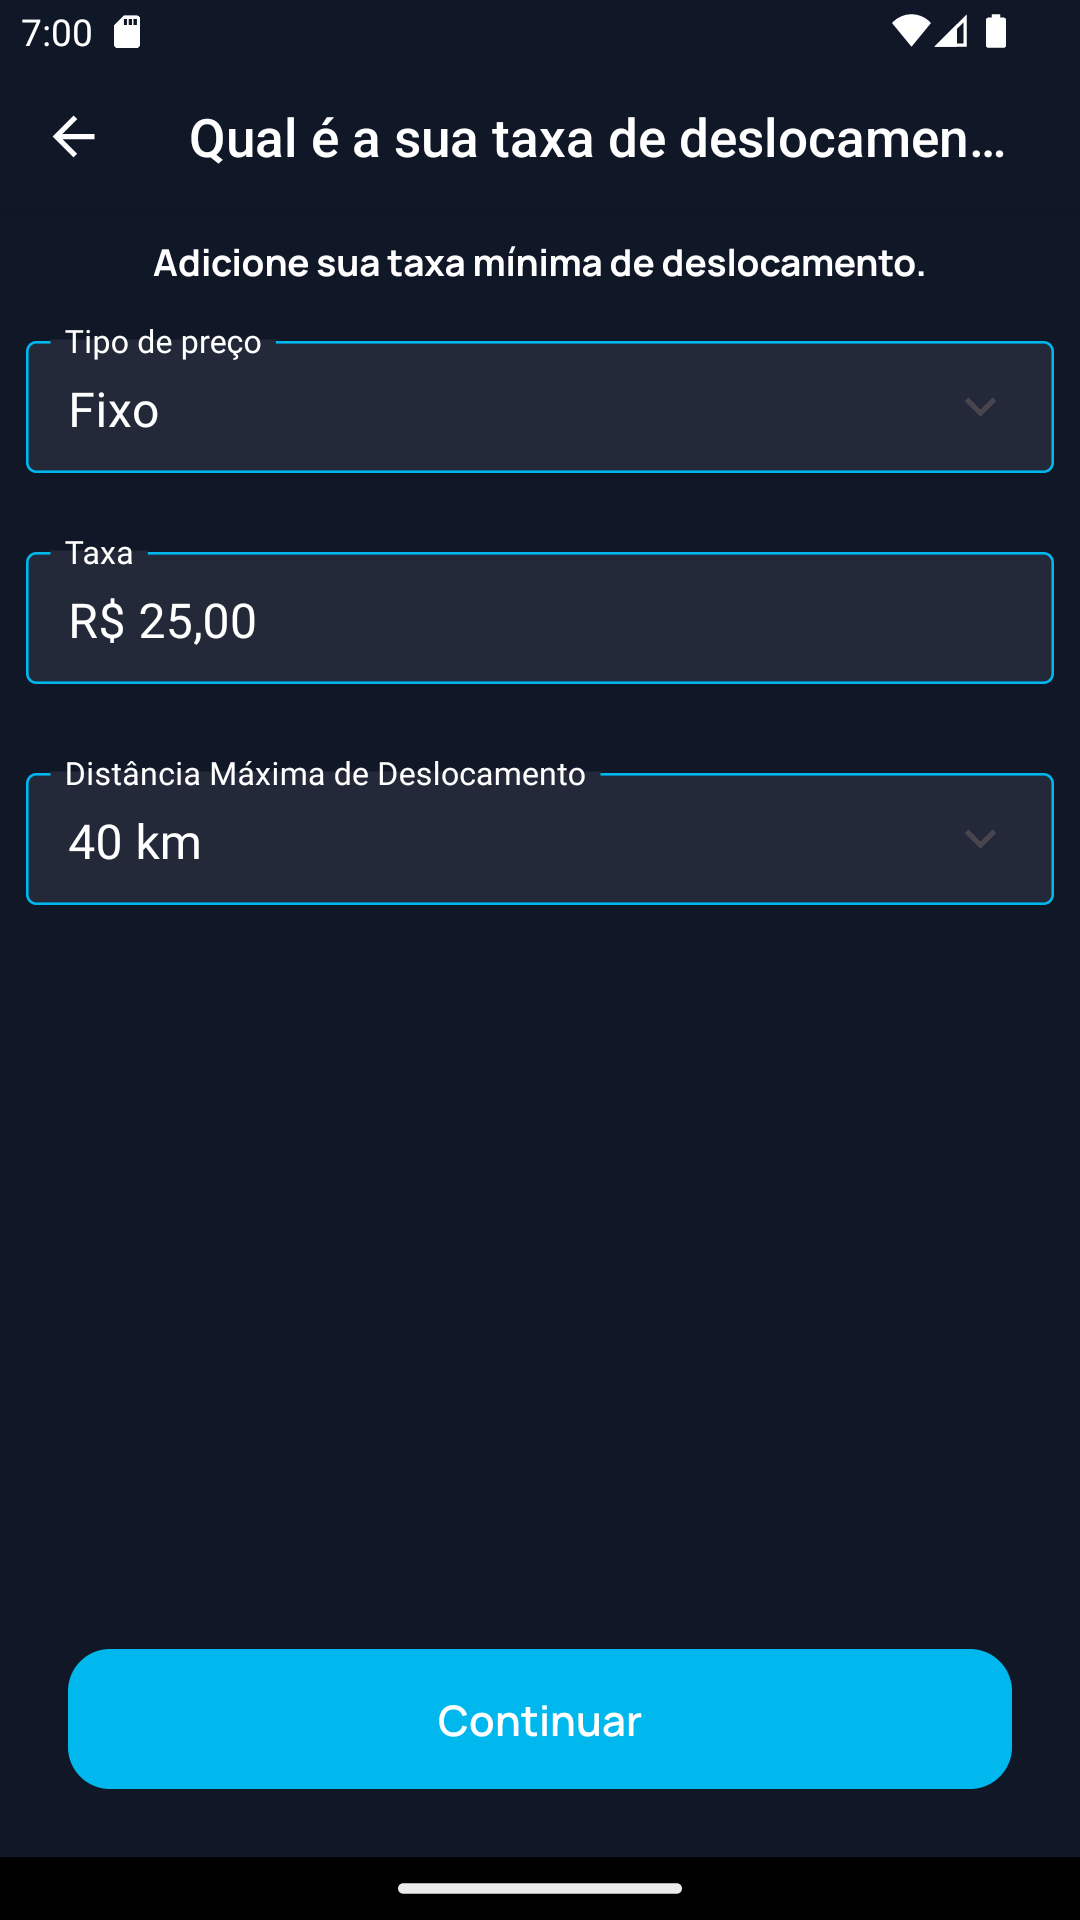 7:00
Qual é a sua taxa de deslocamen...
Adicione sua taxa mínima de deslocamento.
Tipo de preço
Fixo
Taxa
R$ 25,00
Distância Máxima de Deslocamento
40 km
Continuar